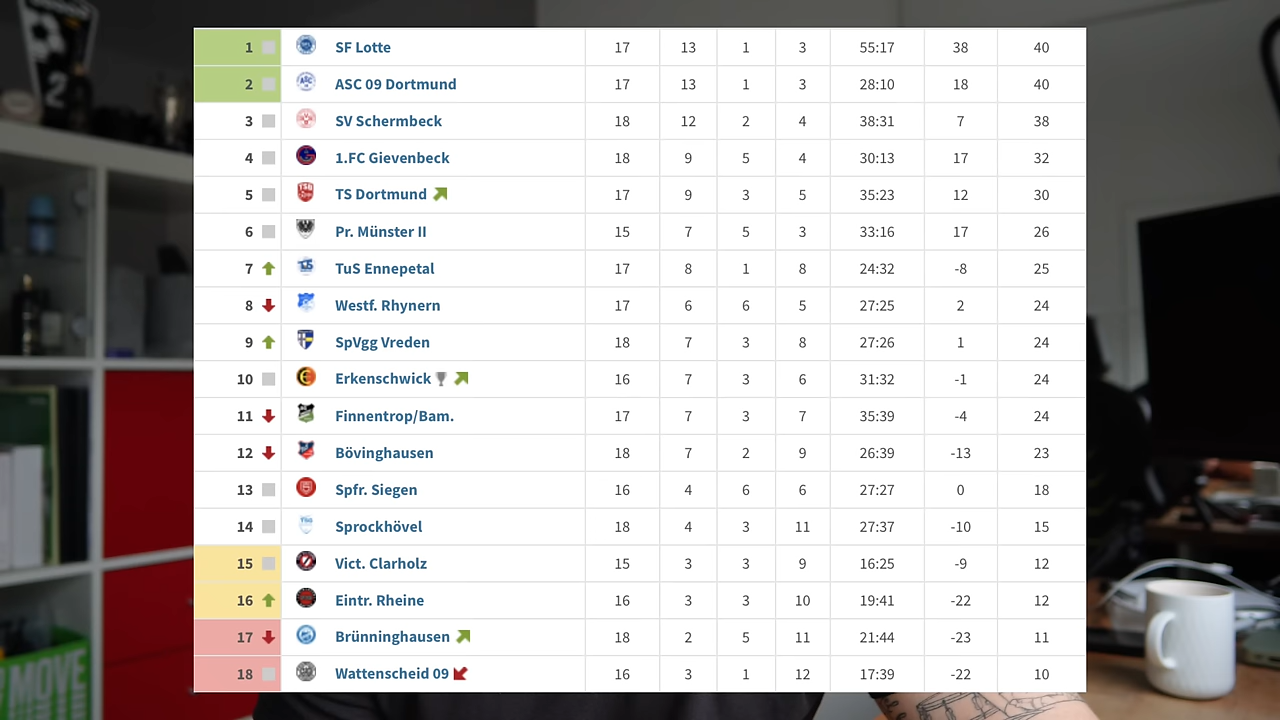 1 SF Lotte 17 13 1 3 55:17 38 40
2 ASC 09 Dortmund 17 13 1 3 28:10 18 40
3 SV Schermbeck 18 12 2 4 38:31 7 38
4 1.FC Gievenbeck 18 9 5 4 30:13 17 32
5 TS Dortmund 17 9 3 5 35:23 12 30
6 Pr. Münster II 15 7 5 3 33:16 17 26
7 TuS Ennepetal 17 8 1 8 24:32 -8 25
8 Westf. Rhynern 17 6 6 5 27:25 2 24
9 SpVgg Vreden 18 7 3 8 27:26 1 24
10 Erkenschwick 16 7 3 6 31:32 -1 24
11 Finnentrop/Bam. 17 7 3 7 35:39 -4 24
12 Bövinghausen 18 7 2 9 26:39 -13 23
13 Spfr. Siegen 16 4 6 6 27:27 0 18
14 Sprockhövel 18 4 3 11 27:37 -10 15
15 Vict. Clarholz 15 3 3 9 16:25 -9 12
16 Eintr. Rheine 16 3 3 10 19:41 -22 12
17 Brünninghausen 18 2 5 11 21:44 -23 11
18 Wattenscheid 09 16 3 1 12 17:39 -22 10
2
MOVE